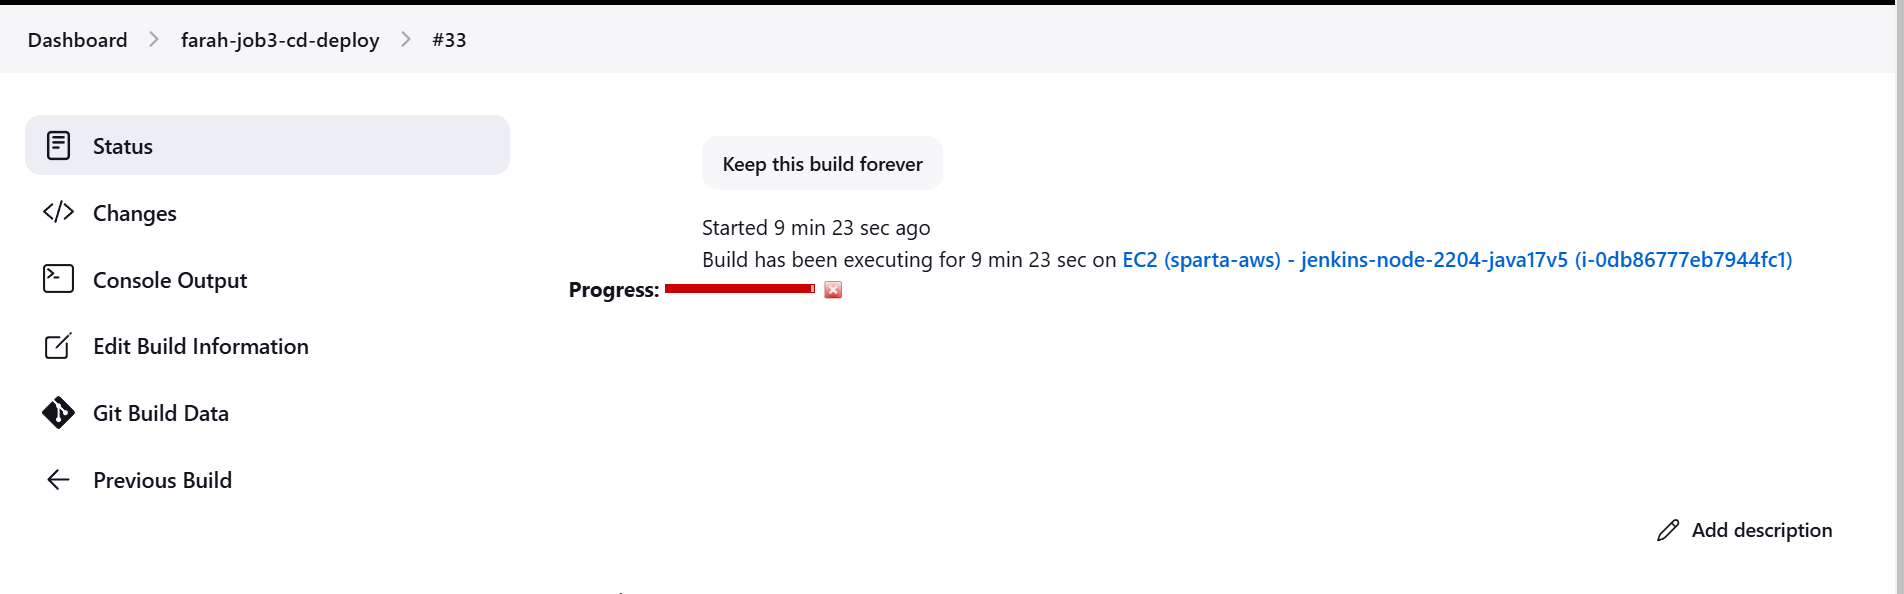 Dashboard > farah-job3-cd-deploy > #33
Status
Changes
Console Output
Edit Build Information
Git Build Data
Previous Build
Keep this build forever
Started 9 min 23 sec ago
Build has been executing for 9 min 23 sec on EC2 (sparta-aws) - jenkins-node-2204-java17v5 (i-0db86777eb7944fc1)
Progress:
Add description